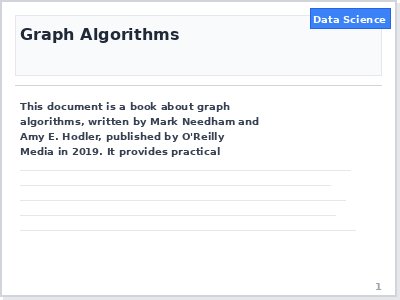 Data Science
Graph Algorithms
This document is a book about graph
algorithms, written by Mark Needham and
Amy E. Hodler, published by O'Reilly
Media in 2019. It provides practical
1